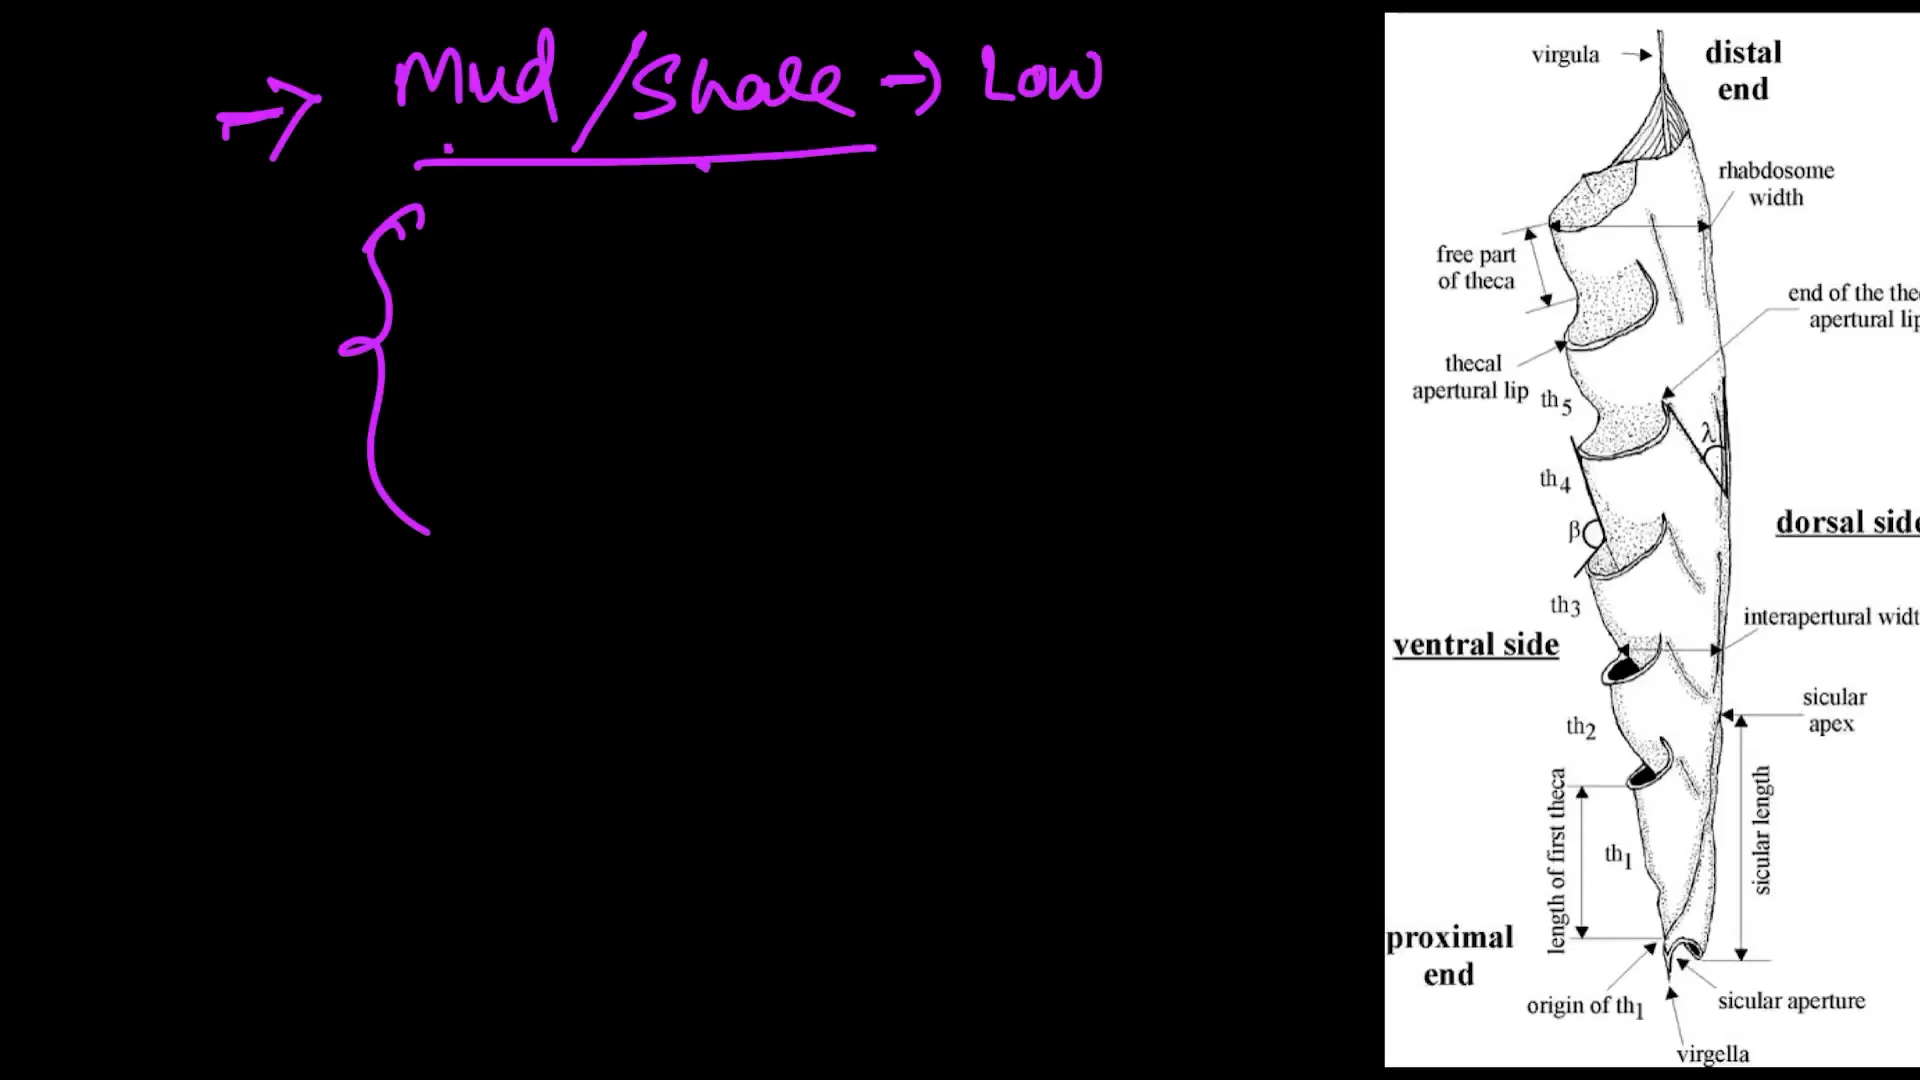 → Mud/Shale → Low
virgula
distal
end
rhabdosome
width
free part
of theca
end of the the
apertural lip
thecal
apertural lip
th5
λ
th4
β
dorsal side
th3
interapertural widt
ventral side
sicular
apex
th2
length of first theca
sicular length
th1
proximal
end
origin of th1
sicular aperture
virgella